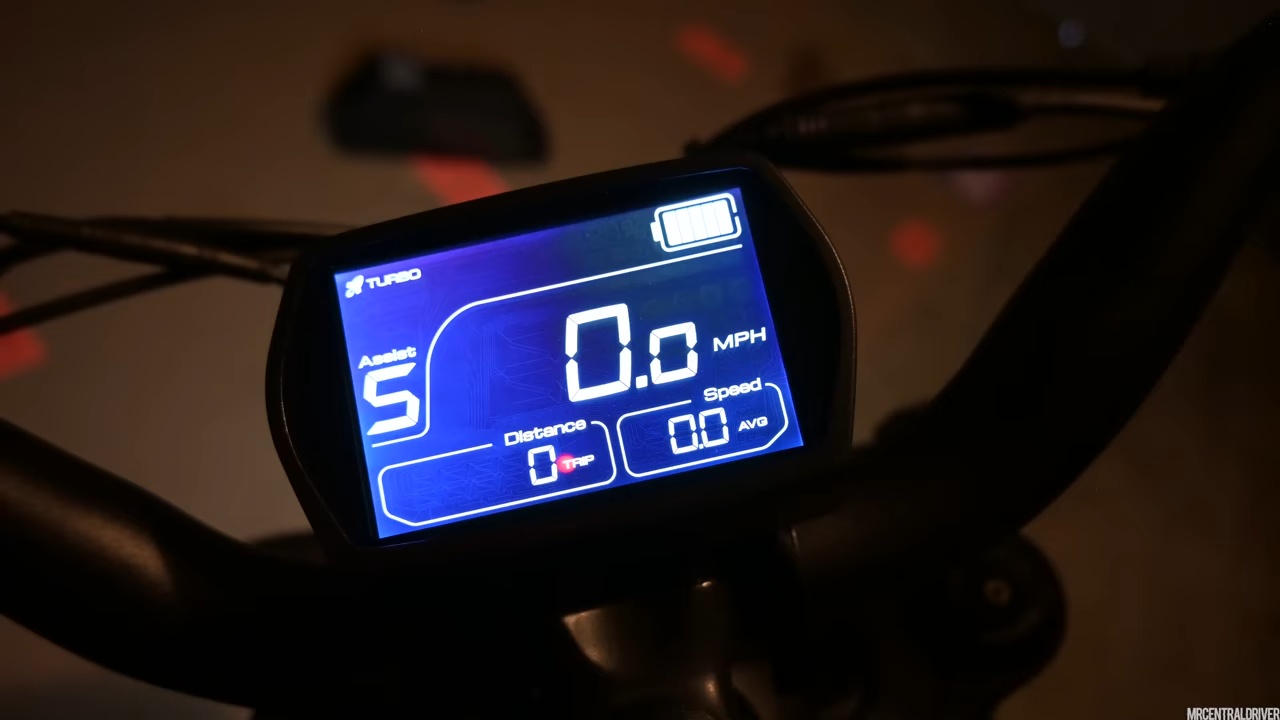 TURBO
Assist
5
0.0 MPH
Distance
0 TRIP
Speed
0.0 AVG
MRCENTRALDRIVER